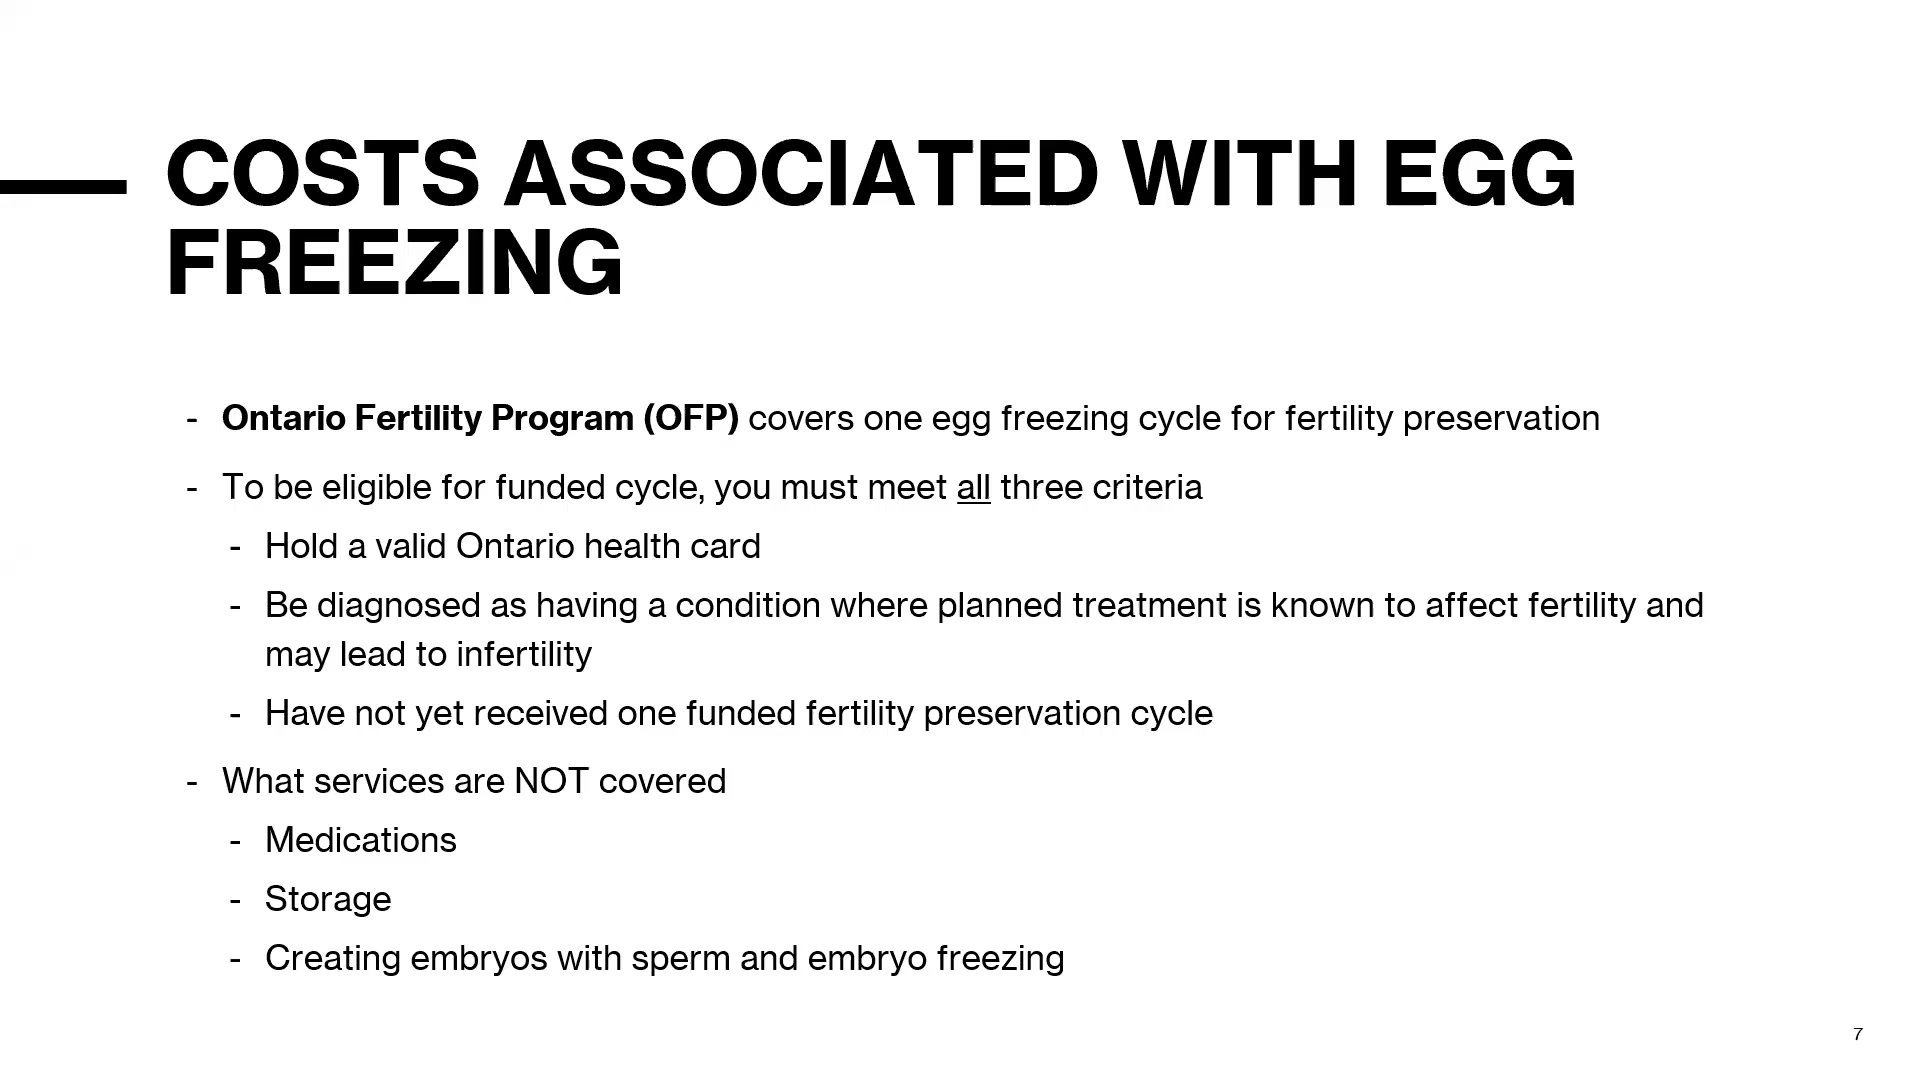 COSTS ASSOCIATED WITH EGG
FREEZING
- Ontario Fertility Program (OFP) covers one egg freezing cycle for fertility preservation
- To be eligible for funded cycle, you must meet all three criteria
- Hold a valid Ontario health card
- Be diagnosed as having a condition where planned treatment is known to affect fertility and
may lead to infertility
- Have not yet received one funded fertility preservation cycle
- What services are NOT covered
- Medications
- Storage
- Creating embryos with sperm and embryo freezing
7